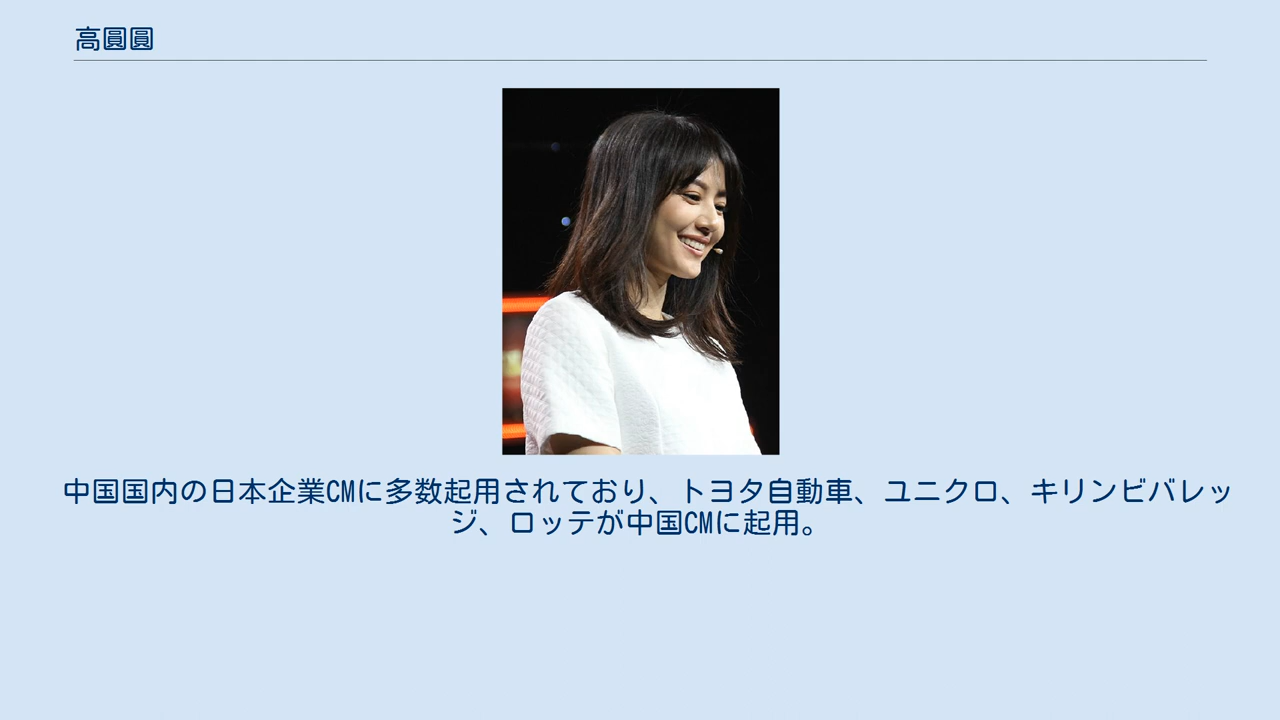 高圓圓
中国国内の日本企業CMに多数起用されており、トヨタ自動車、ユニクロ、キリンビバレッ
ジ、ロッテが中国CMに起用。